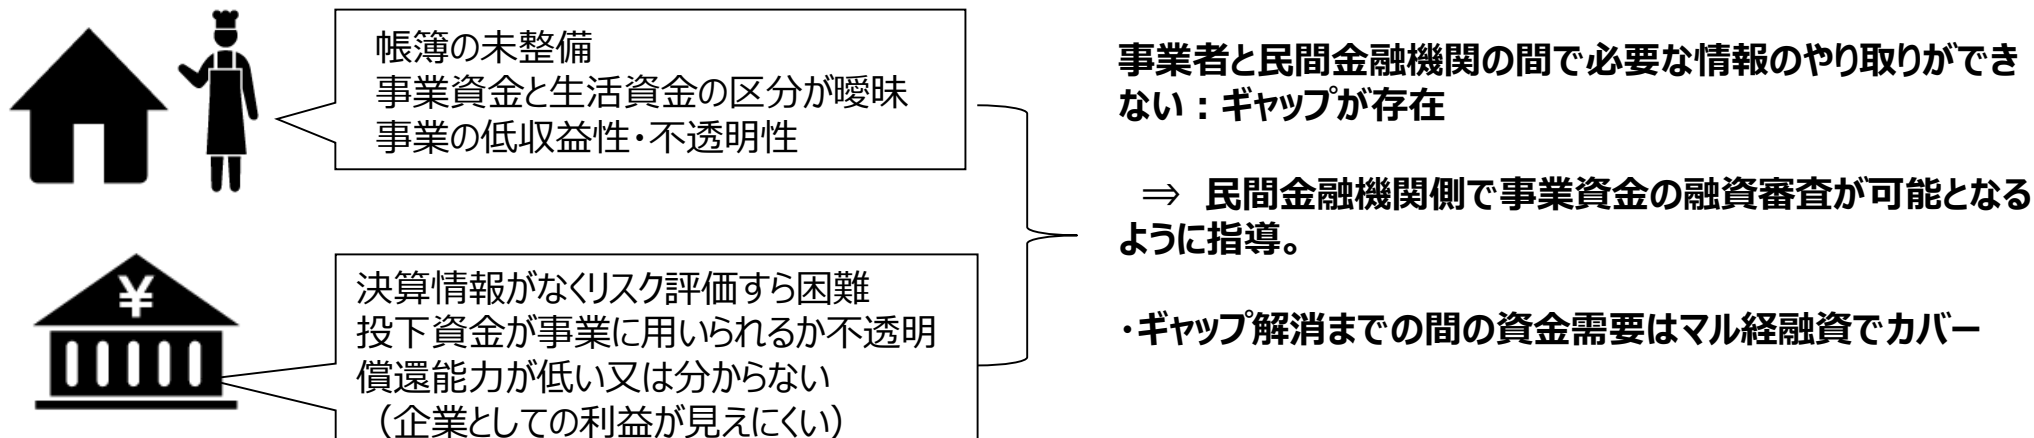 帳簿の未整備
事業資金と生活資金の区分が曖昧
事業の低収益性・不透明性
¥
決算情報がなくリスク評価すら困難
投下資金が事業に用いられるか不透明
償還能力が低い又は分からない
（企業としての利益が見えにくい）
事業者と民間金融機関の間で必要な情報のやり取りができ
ない：ギャップが存在
⇒ 民間金融機関側で事業資金の融資審査が可能となる
ように指導。
・ギャップ解消までの間の資金需要はマル経融資でカバー